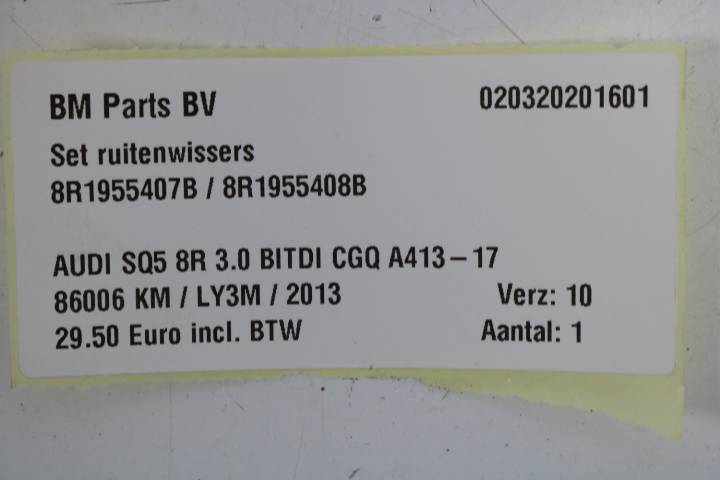 BM Parts BV 020320201601
Set ruitenwissers
8R1955407B / 8R1955408B
AUDI SQ5 8R 3.0 BITDI CGQ A413-17
86006 KM / LY3M / 2013 Verz: 10
29.50 Euro incl. BTW Aantal: 1